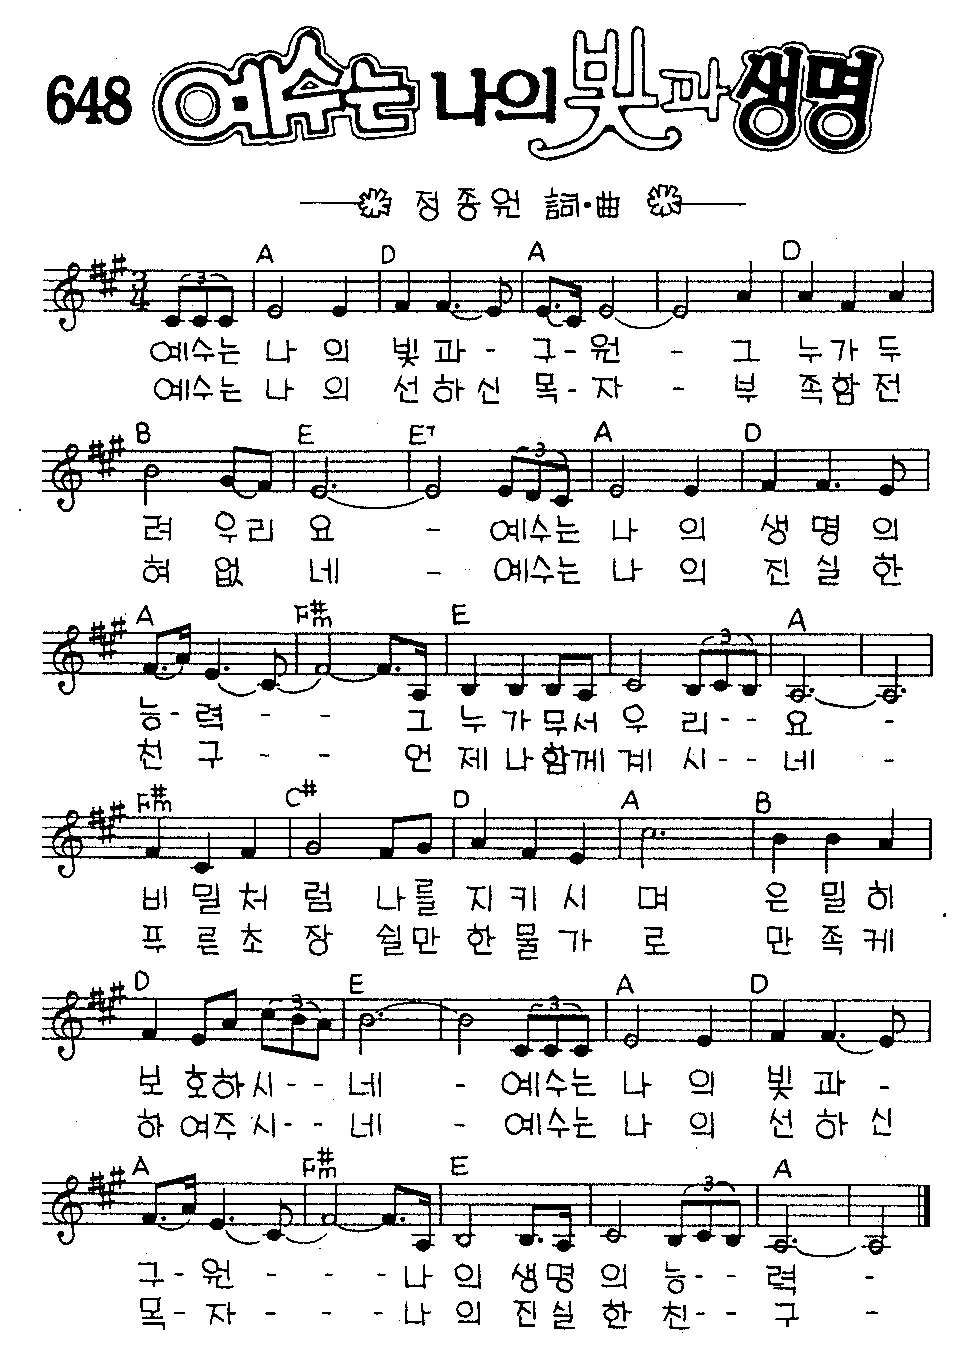 648 예수는 나의 빛과 생명
정종원 詞·曲
A D A D
3 4 3
예수는 나 의 빛 과 - 구 - 원 - 그 누 가 두
예수는 나 의 선 하 신 목 - 자 - 부 족 함 전
B E E7 A D
3
려 우 리 요 - 예수는 나 의 생 명 의
혀 없 네 - 예수는 나 의 진 실 한
A F#m E A
3
능 - 력 - - 그 누 가 무 서 우 리 - - 요 -
친 구 - - 언 제 나 함 께 계 시 - - 네 -
F#m C# D A B
비 밀 처 럼 나 를 지 키 시 며 은 밀 히
푸 른 초 장 쉴 만 한 물 가 로 만 족 케
D E A D
3 3
보 호 하 시 - - 네 - 예수는 나 의 빛 과 -
하 여 주 시 - - 네 - 예수는 나 의 선 하 신
A F#m E A
3
구 - 원 - - - 나 의 생 명 의 능 - - 력 -
목 - 자 - - - 나 의 진 실 한 친 - - 구 -